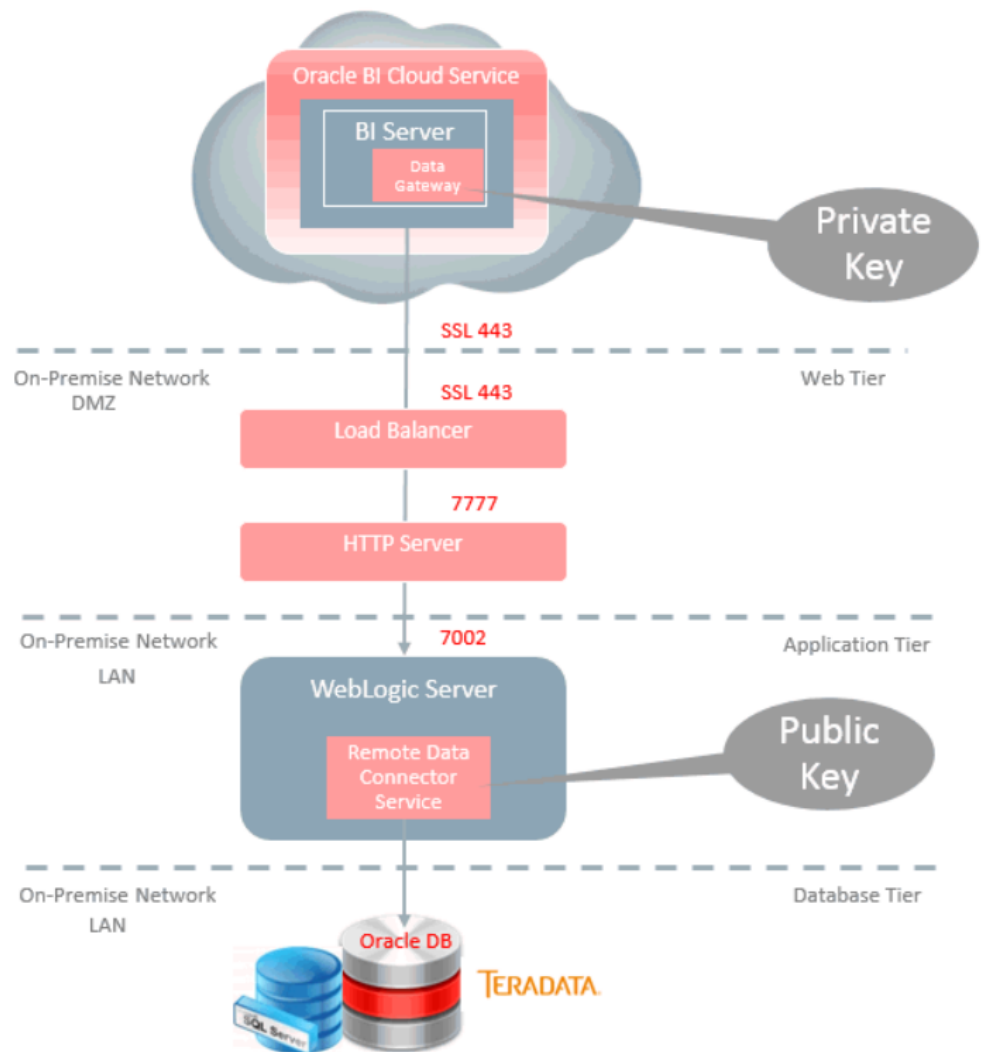 Oracle BI Cloud Service
BI Server
Data
Gateway
Private
Key
SSL 443
On-Premise Network
DMZ
Web Tier
SSL 443
Load Balancer
7777
HTTP Server
On-Premise Network
LAN
7002
Application Tier
WebLogic Server
Remote Data
Connector
Service
Public
Key
On-Premise Network
LAN
Database Tier
Oracle DB
SQL Server
TERADATA